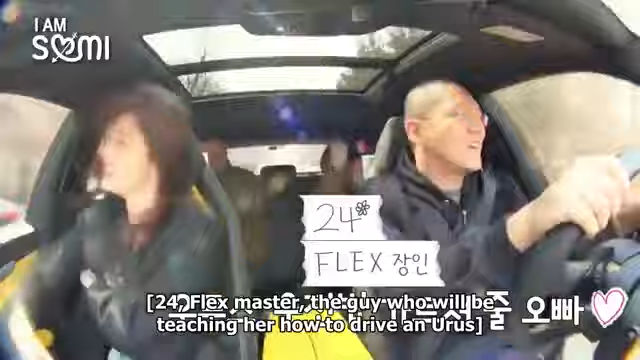 I AM
SOMI
24
FLEX 장인
줄 오빠
[24, Flex master, the guy who will be
teaching her how to drive an Urus]